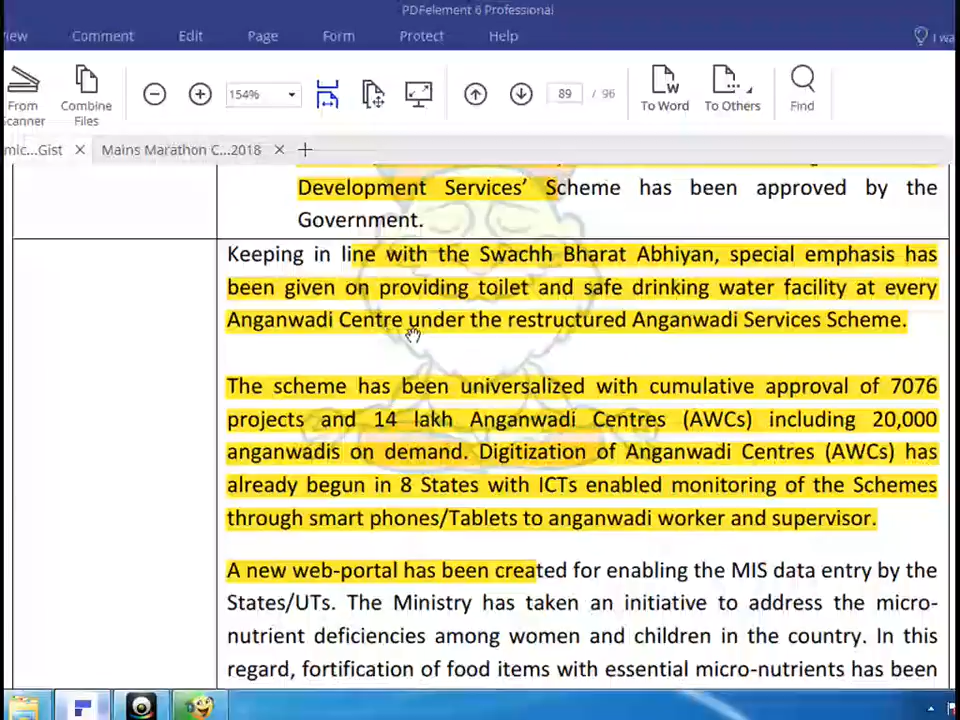 PDFelement 6 Professional
iew Comment Edit Page Form Protect Help I wa
From Scanner
Combine Files
154%
89 / 96
To Word
To Others
Find
mic...Gist × Mains Marathon C...2018 × +
Development Services’ Scheme has been approved by the
Government.
Keeping in line with the Swachh Bharat Abhiyan, special emphasis has
been given on providing toilet and safe drinking water facility at every
Anganwadi Centre under the restructured Anganwadi Services Scheme.
The scheme has been universalized with cumulative approval of 7076
projects and 14 lakh Anganwadi Centres (AWCs) including 20,000
anganwadis on demand. Digitization of Anganwadi Centres (AWCs) has
already begun in 8 States with ICTs enabled monitoring of the Schemes
through smart phones/Tablets to anganwadi worker and supervisor.
A new web-portal has been created for enabling the MIS data entry by the
States/UTs. The Ministry has taken an initiative to address the micro-
nutrient deficiencies among women and children in the country. In this
regard, fortification of food items with essential micro-nutrients has been